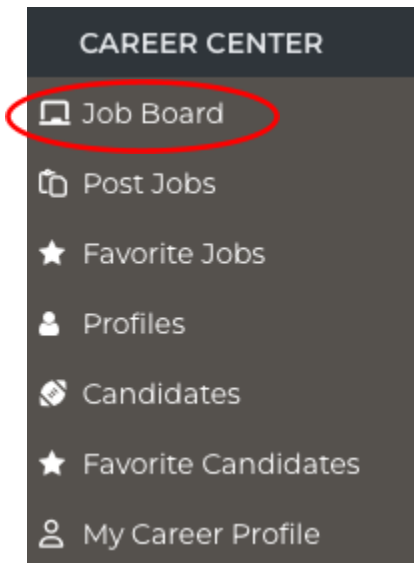 CAREER CENTER
Job Board
Post Jobs
Favorite Jobs
Profiles
Candidates
Favorite Candidates
My Career Profile